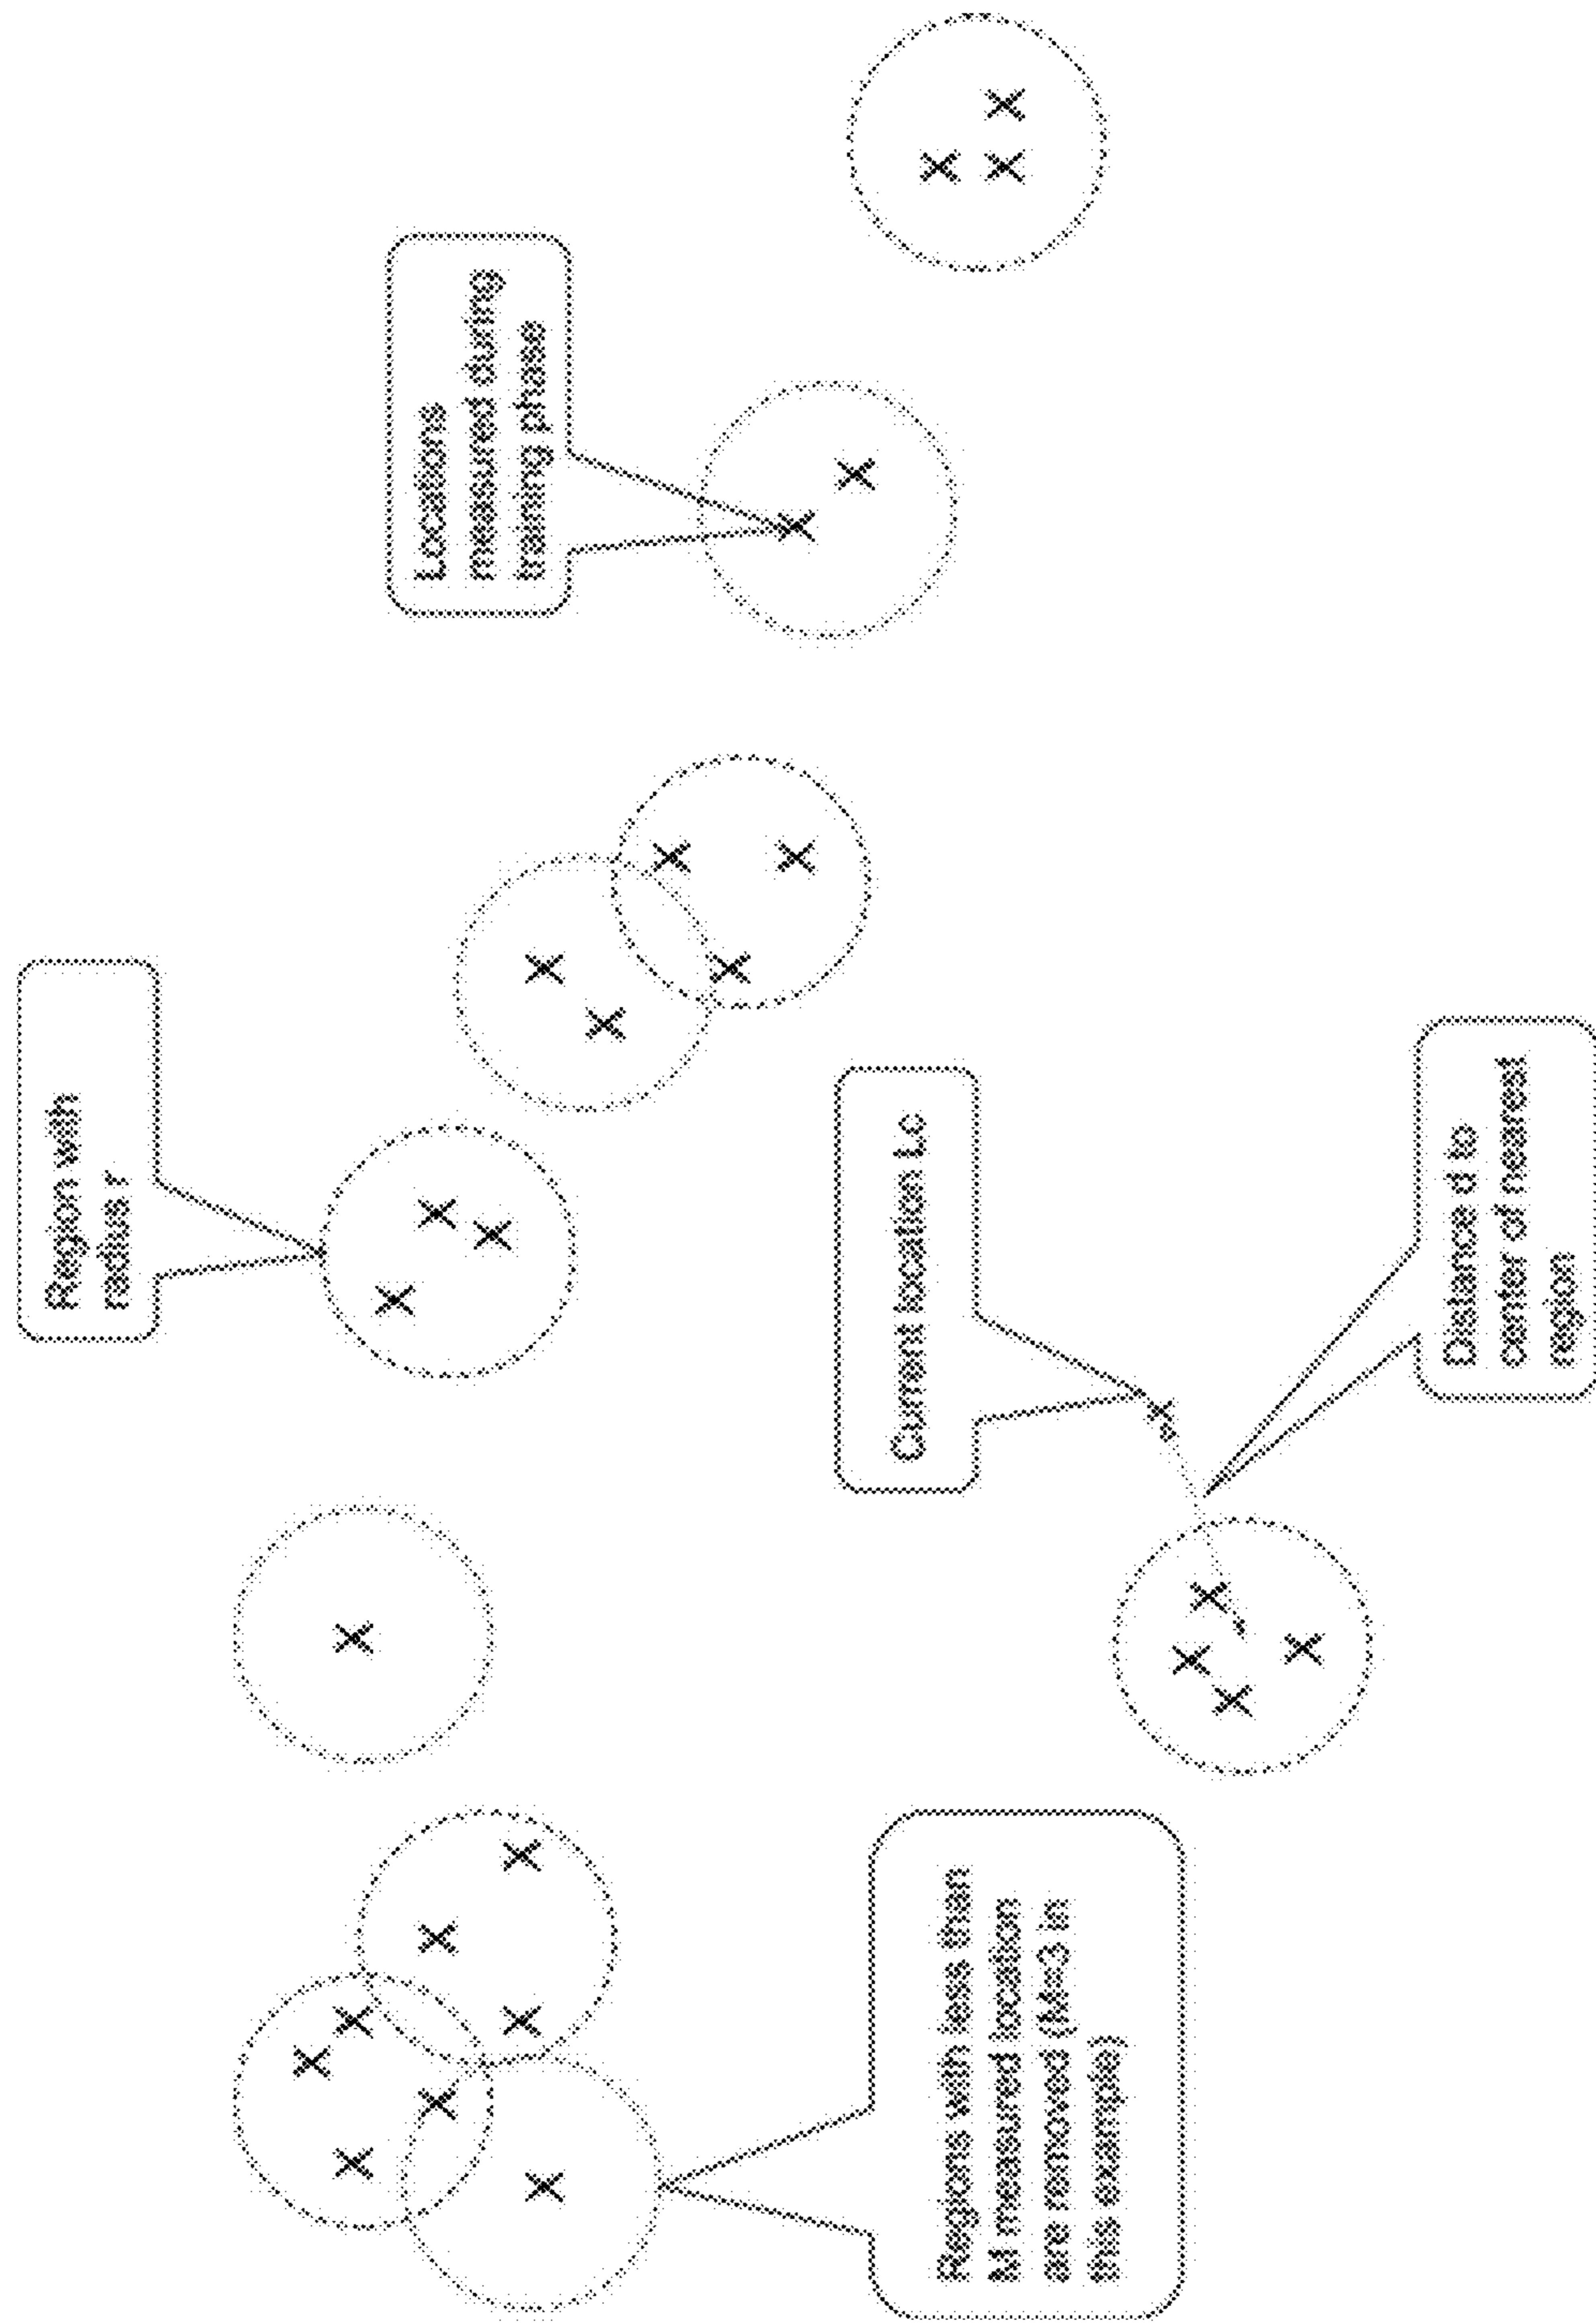 Region with
radius r
Locations
measured during
training phase
Current location Lc
Distance d to
center of nearest
region
Regions with less than
M measured location
are removed (M=3 in
this example)